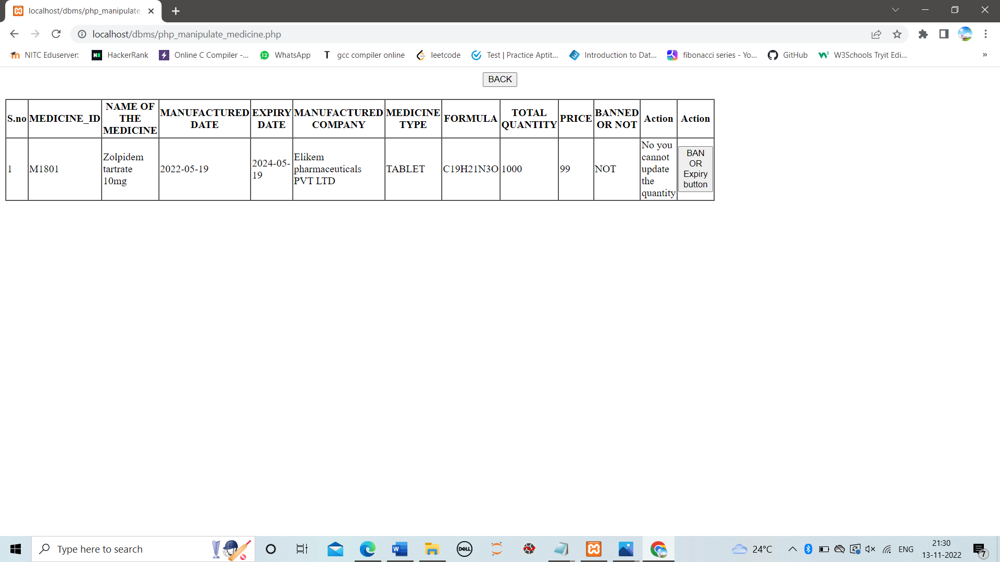 localhost/dbms/php_manipulate_
localhost/dbms/php_manipulate_medicine.php
NITC Eduserver: HackerRank Online C Compiler -... 12 WhatsApp T gcc compiler online leetcode Test | Practice Aptit... Introduction to Dat... fibonacci series - Yo... GitHub W3Schools Tryit Edi... »
BACK
S.no MEDICINE_ID NAME OF THE MEDICINE MANUFACTURED DATE EXPIRY DATE MANUFACTURED COMPANY MEDICINE TYPE FORMULA TOTAL QUANTITY PRICE BANNED OR NOT Action Action
1 M1801 Zolpidem tartrate 10mg 2022-05-19 2024-05-19 Elikem pharmaceuticals PVT LTD TABLET C19H21N3O 1000 99 NOT No you cannot update the quantity BAN OR Expiry button
Type here to search
DELL
24°C
ENG
21:30
13-11-2022
7